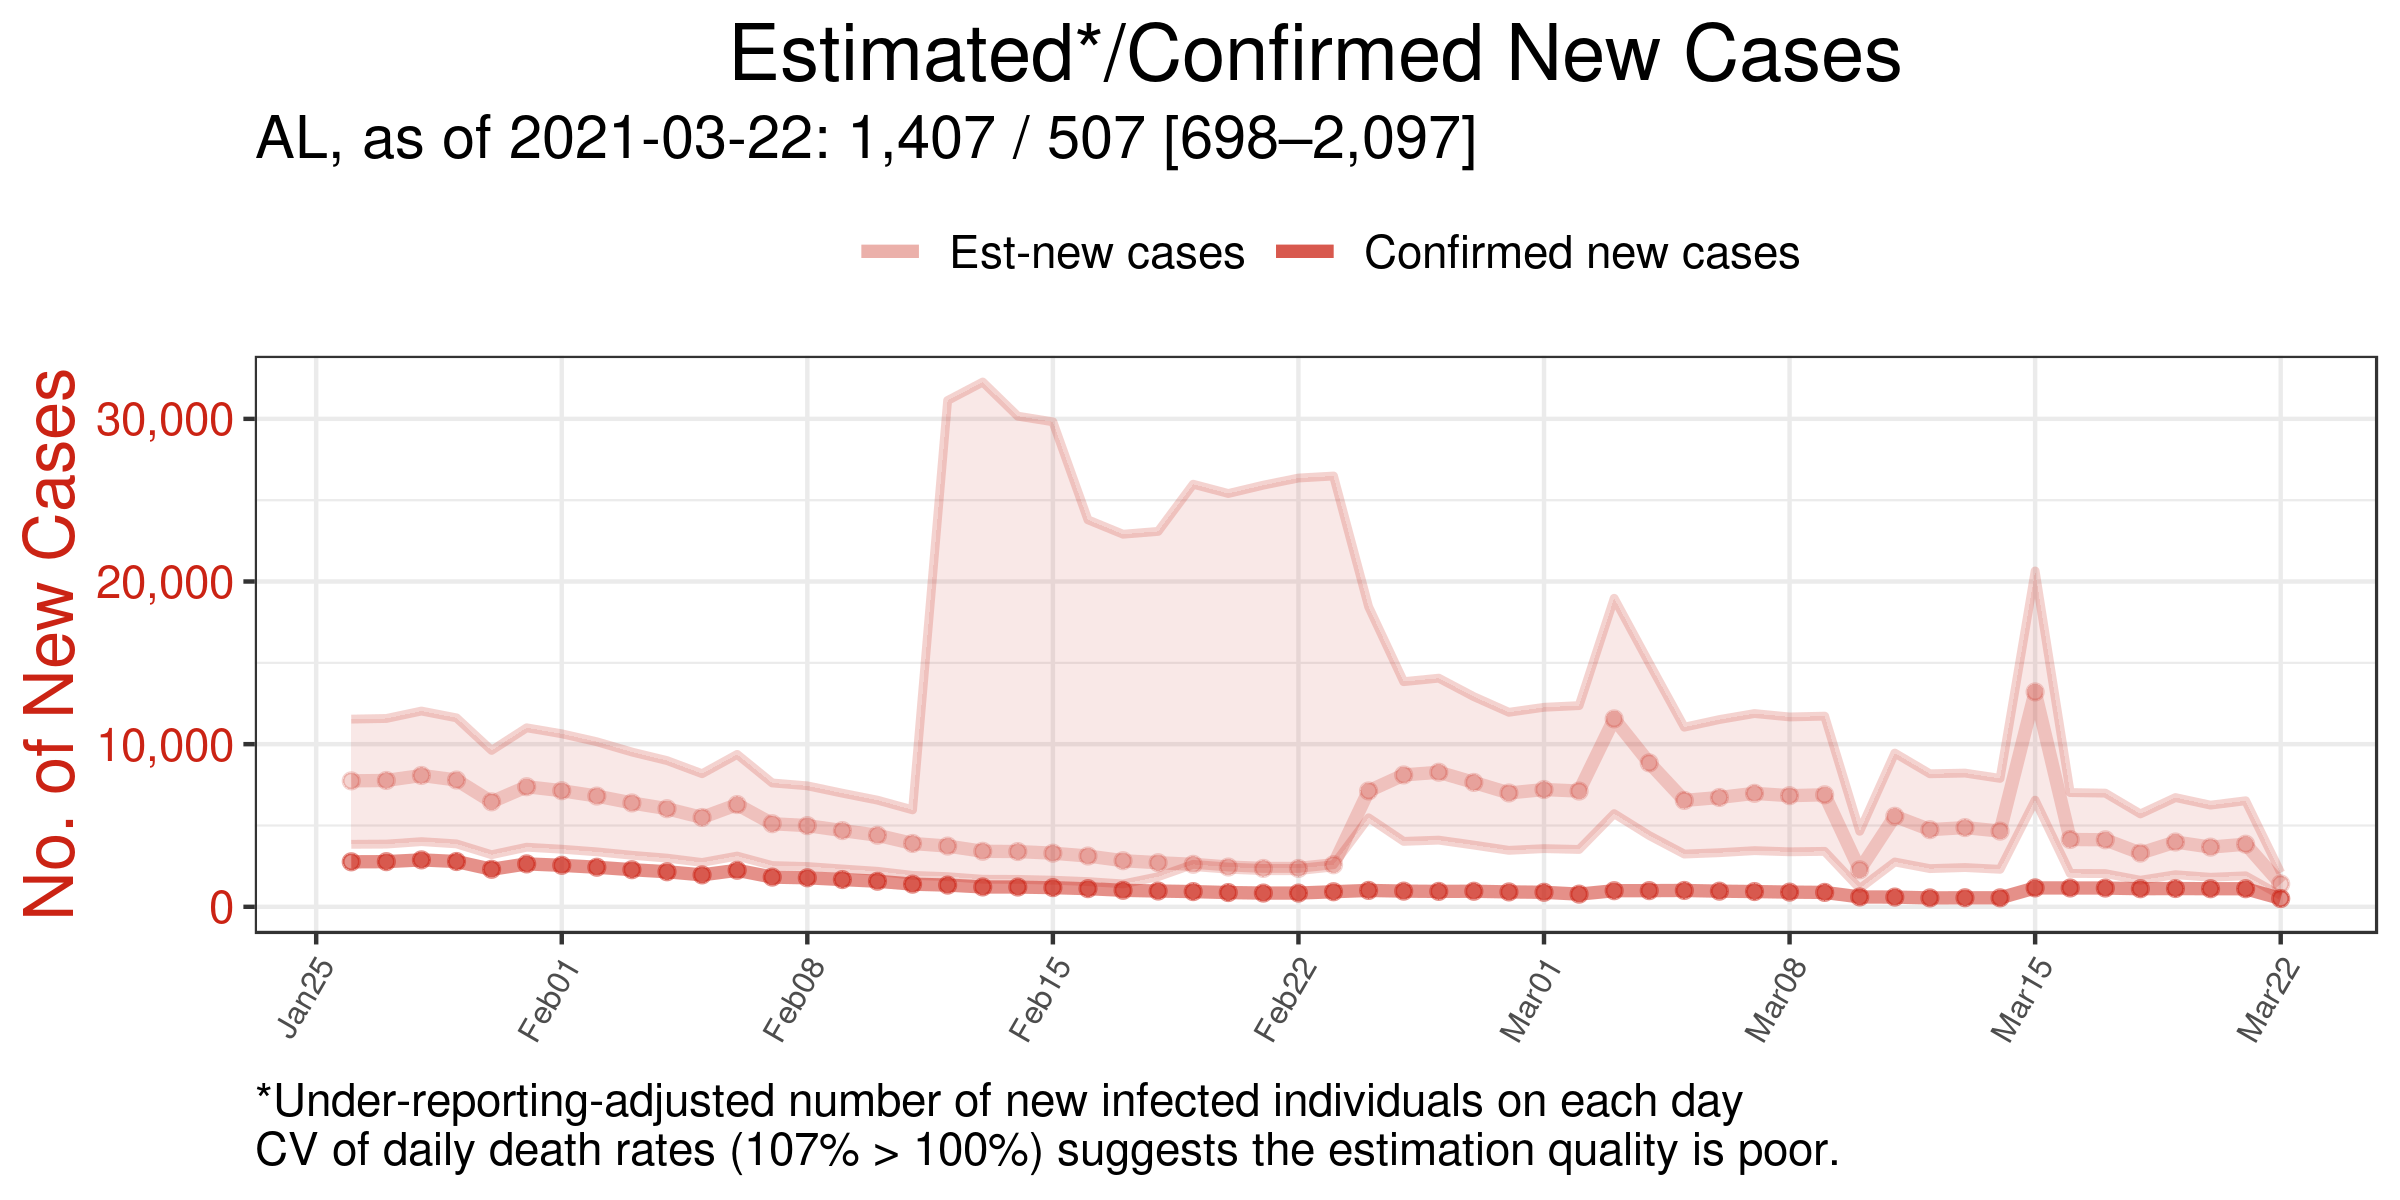 Estimated*/Confirmed New Cases
AL, as of 2021-03-22: 1,407 / 507 [698–2,097]
Est-new cases
Confirmed new cases
No. of New Cases
30,000
20,000
10,000
0
Jan25
Feb01
Feb08
Feb15
Feb22
Mar01
Mar08
Mar15
Mar22
*Under-reporting-adjusted number of new infected individuals on each day
CV of daily death rates (107% > 100%) suggests the estimation quality is poor.